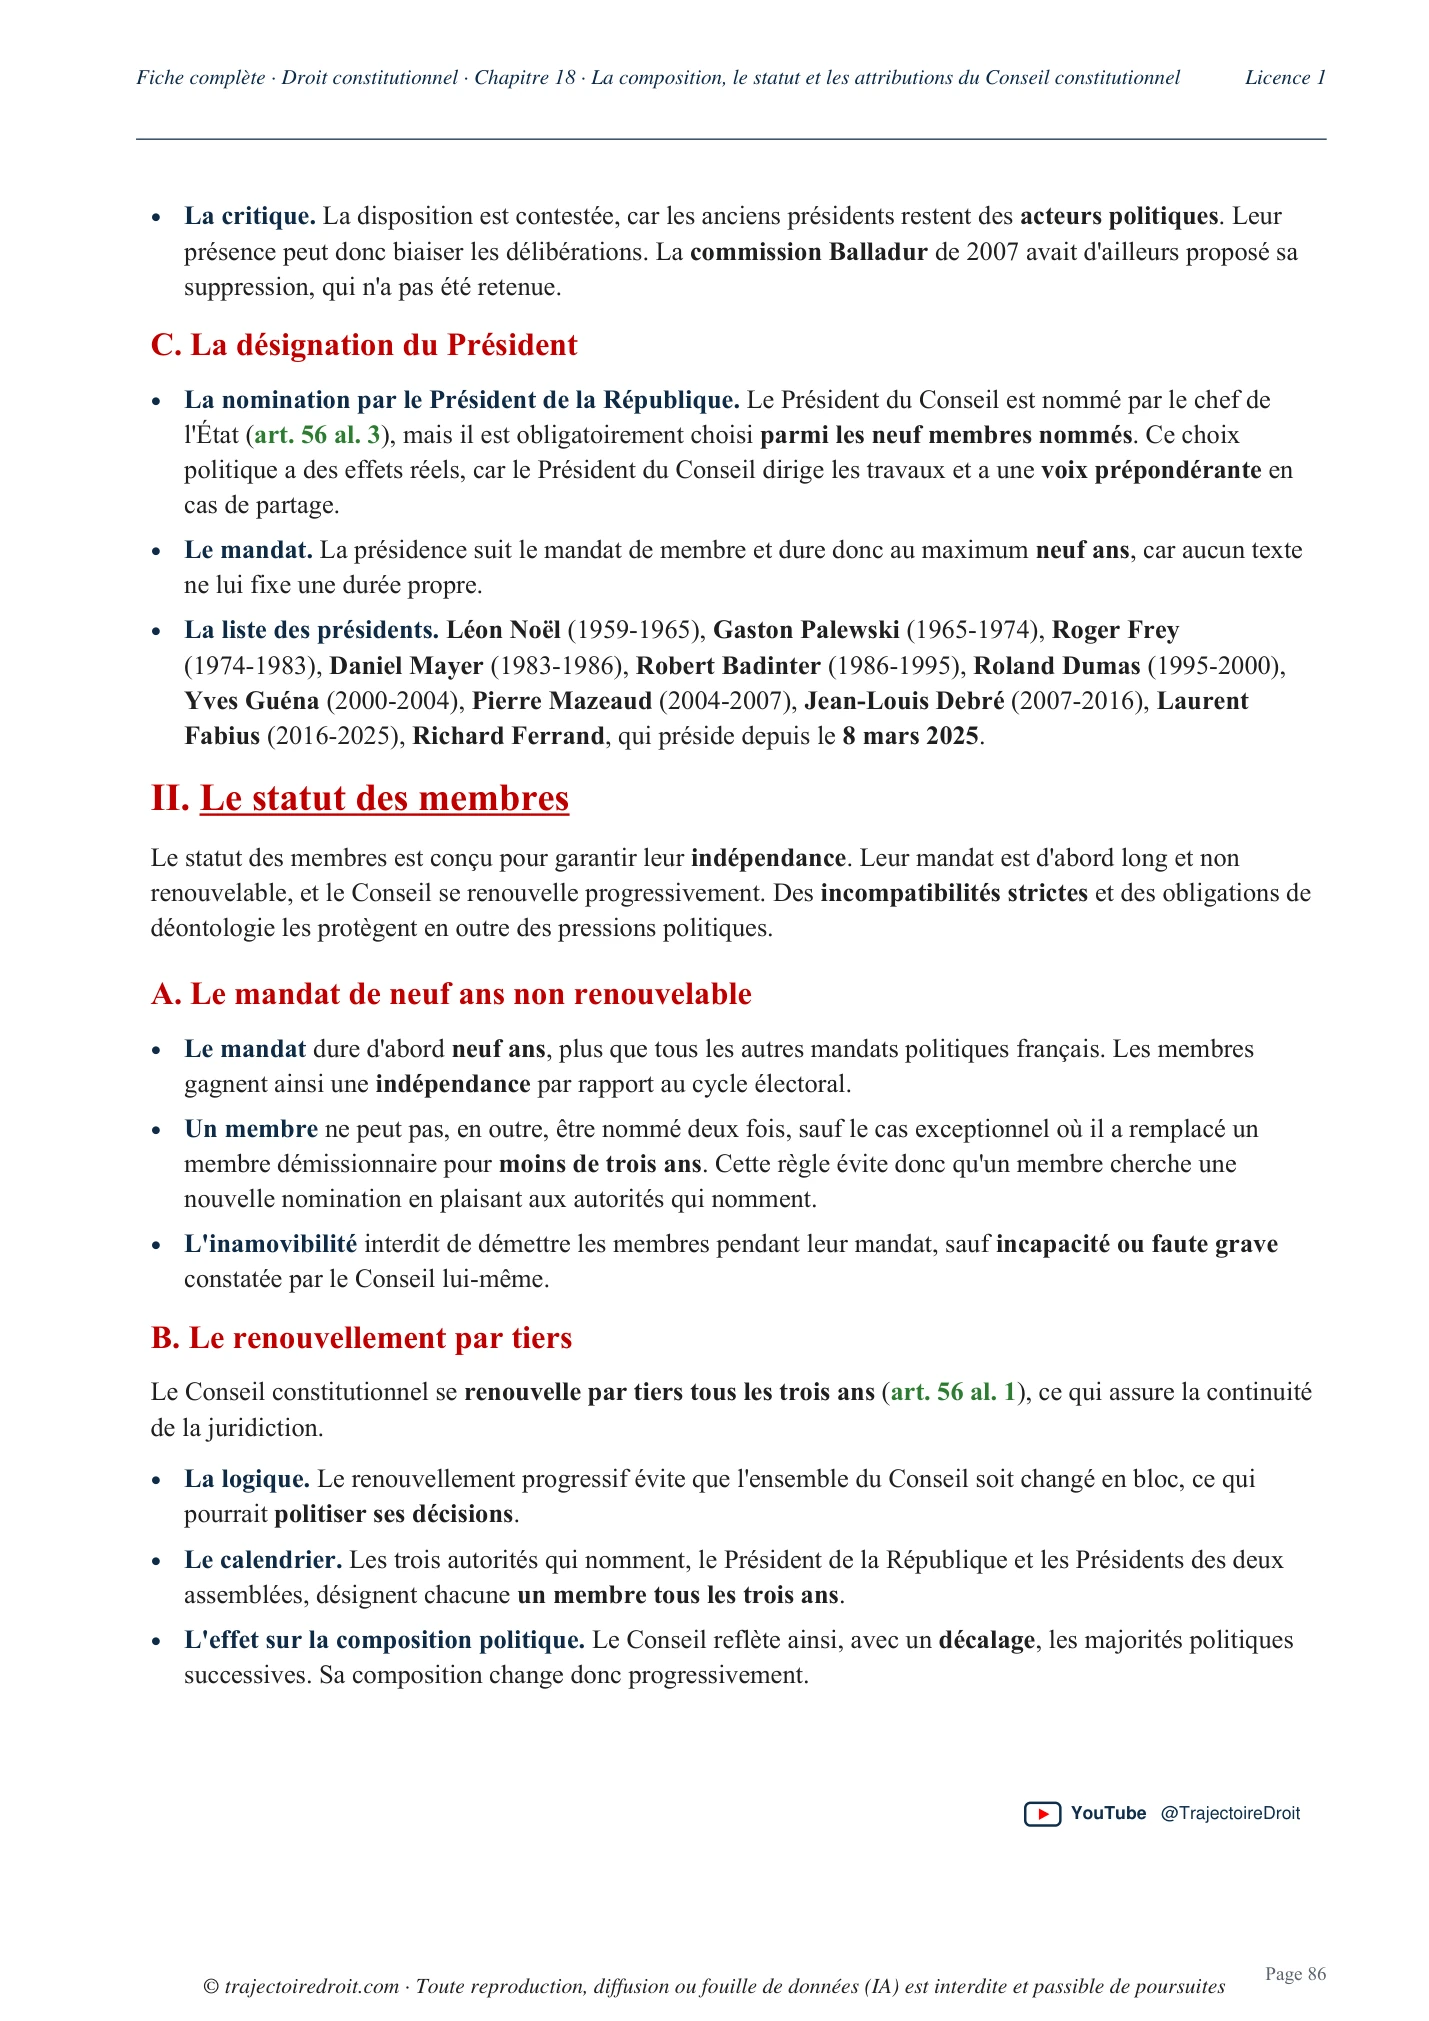 Fiche complète · Droit constitutionnel · Chapitre 18 · La composition, le statut et les attributions du Conseil constitutionnel Licence 1
• La critique. La disposition est contestée, car les anciens présidents restent des acteurs politiques. Leur
présence peut donc biaiser les délibérations. La commission Balladur de 2007 avait d'ailleurs proposé sa
suppression, qui n'a pas été retenue.
C. La désignation du Président
• La nomination par le Président de la République. Le Président du Conseil est nommé par le chef de
l'État (art. 56 al. 3), mais il est obligatoirement choisi parmi les neuf membres nommés. Ce choix
politique a des effets réels, car le Président du Conseil dirige les travaux et a une voix prépondérante en
cas de partage.
• Le mandat. La présidence suit le mandat de membre et dure donc au maximum neuf ans, car aucun texte
ne lui fixe une durée propre.
• La liste des présidents. Léon Noël (1959-1965), Gaston Palewski (1965-1974), Roger Frey
(1974-1983), Daniel Mayer (1983-1986), Robert Badinter (1986-1995), Roland Dumas (1995-2000),
Yves Guéna (2000-2004), Pierre Mazeaud (2004-2007), Jean-Louis Debré (2007-2016), Laurent
Fabius (2016-2025), Richard Ferrand, qui préside depuis le 8 mars 2025.
II. Le statut des membres
Le statut des membres est conçu pour garantir leur indépendance. Leur mandat est d'abord long et non
renouvelable, et le Conseil se renouvelle progressivement. Des incompatibilités strictes et des obligations de
déontologie les protègent en outre des pressions politiques.
A. Le mandat de neuf ans non renouvelable
• Le mandat dure d'abord neuf ans, plus que tous les autres mandats politiques français. Les membres
gagnent ainsi une indépendance par rapport au cycle électoral.
• Un membre ne peut pas, en outre, être nommé deux fois, sauf le cas exceptionnel où il a remplacé un
membre démissionnaire pour moins de trois ans. Cette règle évite donc qu'un membre cherche une
nouvelle nomination en plaisant aux autorités qui nomment.
• L'inamovibilité interdit de démettre les membres pendant leur mandat, sauf incapacité ou faute grave
constatée par le Conseil lui-même.
B. Le renouvellement par tiers
Le Conseil constitutionnel se renouvelle par tiers tous les trois ans (art. 56 al. 1), ce qui assure la continuité
de la juridiction.
• La logique. Le renouvellement progressif évite que l'ensemble du Conseil soit changé en bloc, ce qui
pourrait politiser ses décisions.
• Le calendrier. Les trois autorités qui nomment, le Président de la République et les Présidents des deux
assemblées, désignent chacune un membre tous les trois ans.
• L'effet sur la composition politique. Le Conseil reflète ainsi, avec un décalage, les majorités politiques
successives. Sa composition change donc progressivement.
YouTube @TrajectoireDroit
© trajectoiredroit.com · Toute reproduction, diffusion ou fouille de données (IA) est interdite et passible de poursuites Page 86